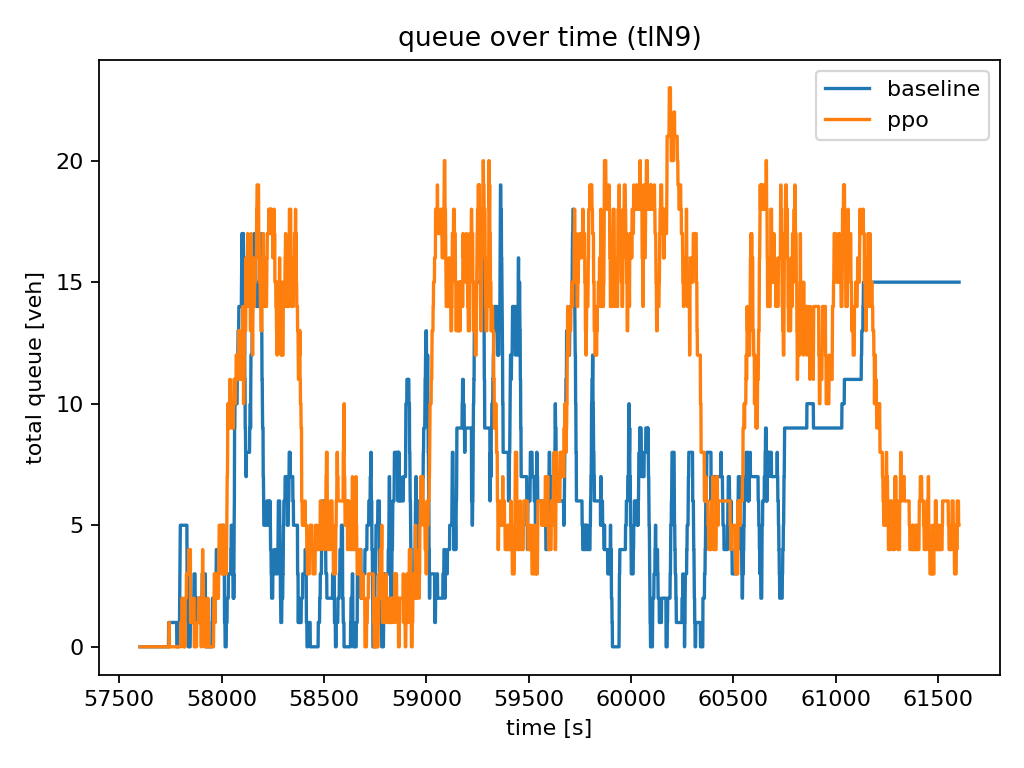 queue over time (tlN9)
baseline
ppo
total queue [veh]
20
15
10
5
0
57500 58000 58500 59000 59500 60000 60500 61000 61500
time [s]